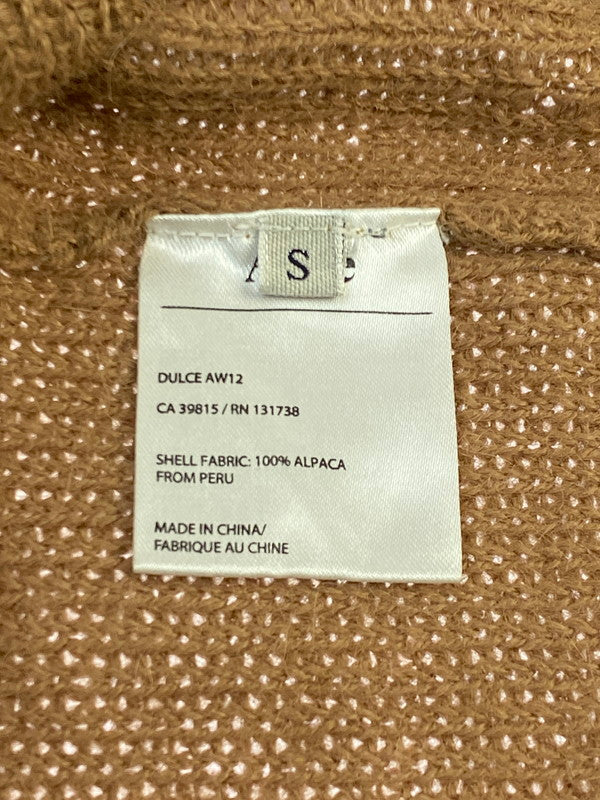 S
DULCE AW12
CA 39815 / RN 131738
SHELL FABRIC: 100% ALPACA
FROM PERU
MADE IN CHINA/
FABRIQUE AU CHINE